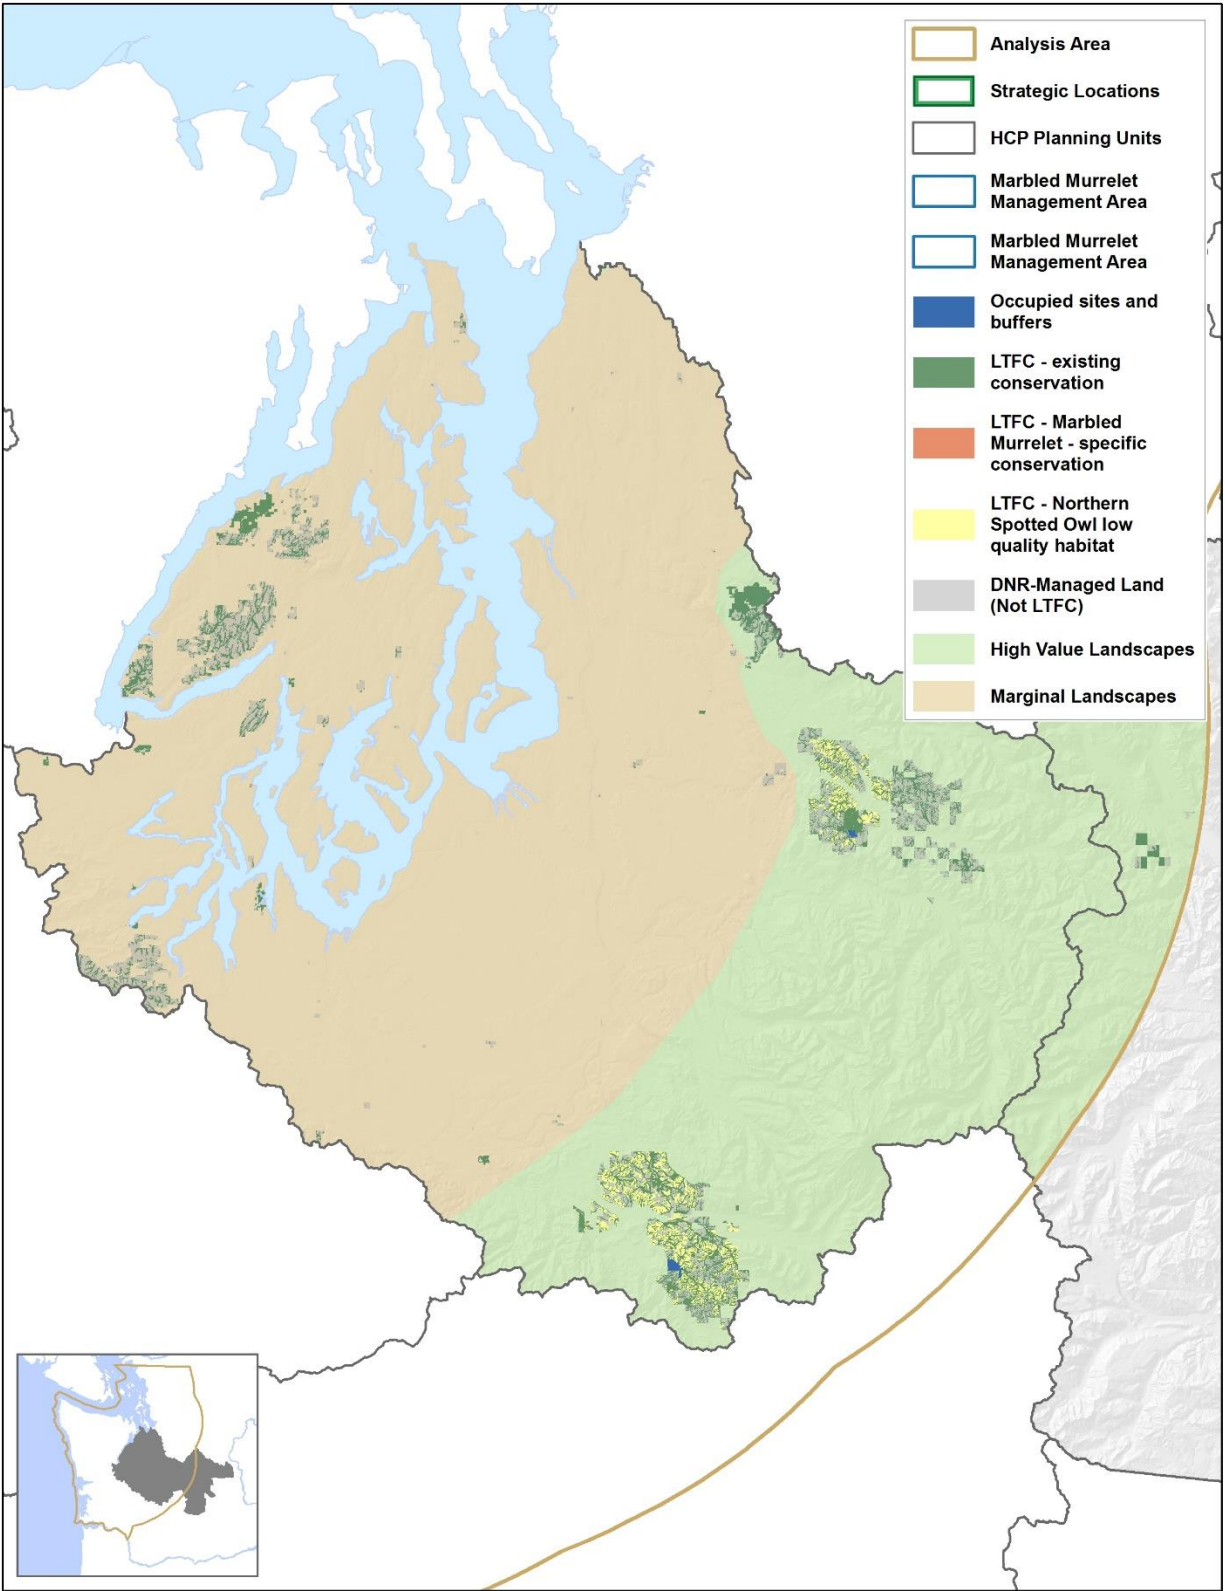 Analysis Area
Strategic Locations
HCP Planning Units
Marbled Murrelet
Management Area
Marbled Murrelet
Management Area
Occupied sites and
buffers
LTFC - existing
conservation
LTFC - Marbled
Murrelet - specific
conservation
LTFC - Northern
Spotted Owl low
quality habitat
DNR-Managed Land
(Not LTFC)
High Value Landscapes
Marginal Landscapes